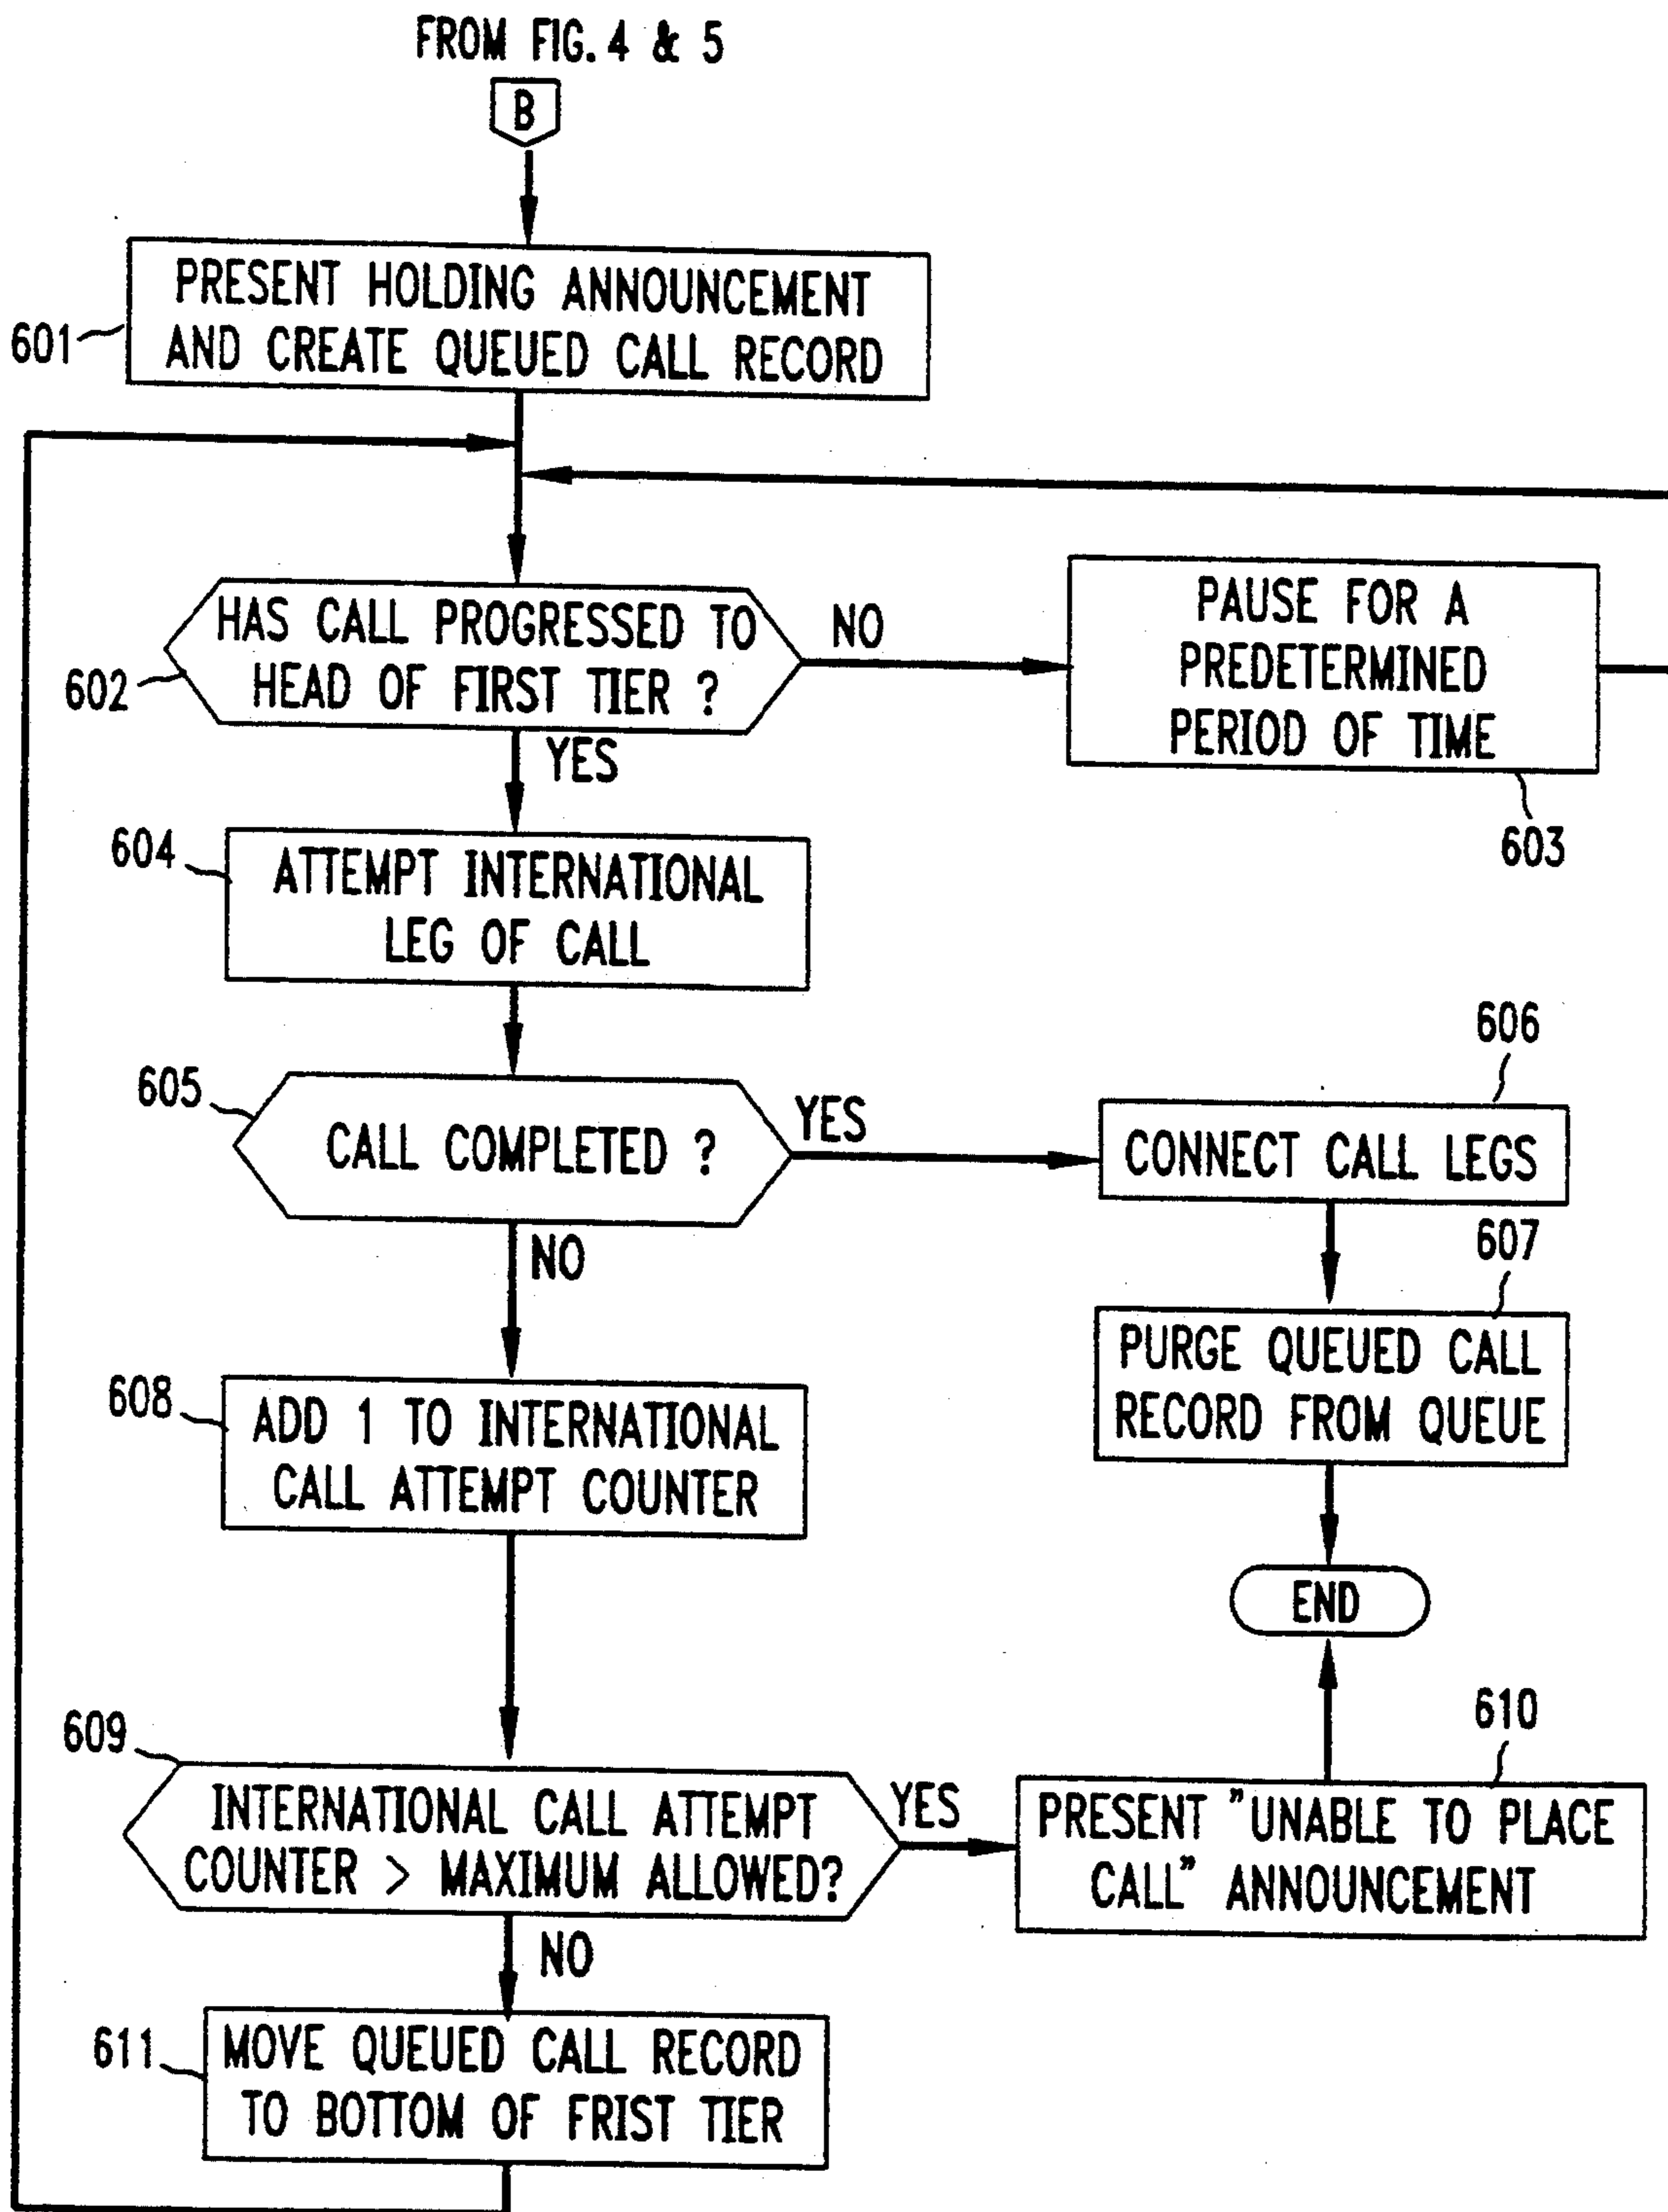 FROM FIG. 4 & 5
B
PRESENT HOLDING ANNOUNCEMENT
AND CREATE QUEUED CALL RECORD
601
HAS CALL PROGRESSED TO
HEAD OF FIRST TIER ?
602
NO
PAUSE FOR A
PREDETERMINED
PERIOD OF TIME
603
YES
604
ATTEMPT INTERNATIONAL
LEG OF CALL
605
CALL COMPLETED ?
YES
606
CONNECT CALL LEGS
607
PURGE QUEUED CALL
RECORD FROM QUEUE
END
NO
608
ADD 1 TO INTERNATIONAL
CALL ATTEMPT COUNTER
609
INTERNATIONAL CALL ATTEMPT
COUNTER > MAXIMUM ALLOWED?
YES
610
PRESENT "UNABLE TO PLACE
CALL" ANNOUNCEMENT
NO
611
MOVE QUEUED CALL RECORD
TO BOTTOM OF FRIST TIER